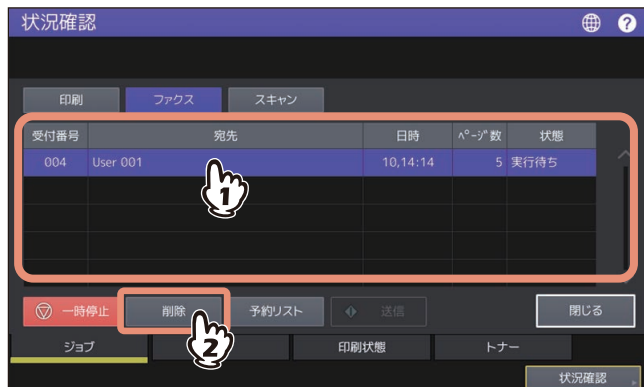 状況確認
?
印刷 ファクス スキャン
受付番号 宛先 日時 ページ数 状態
004 User 001 10,14:14 5 実行待ち
1
一時停止 削除 予約リスト 送信 閉じる
2
ジョブ 印刷状態 トナー
状況確認